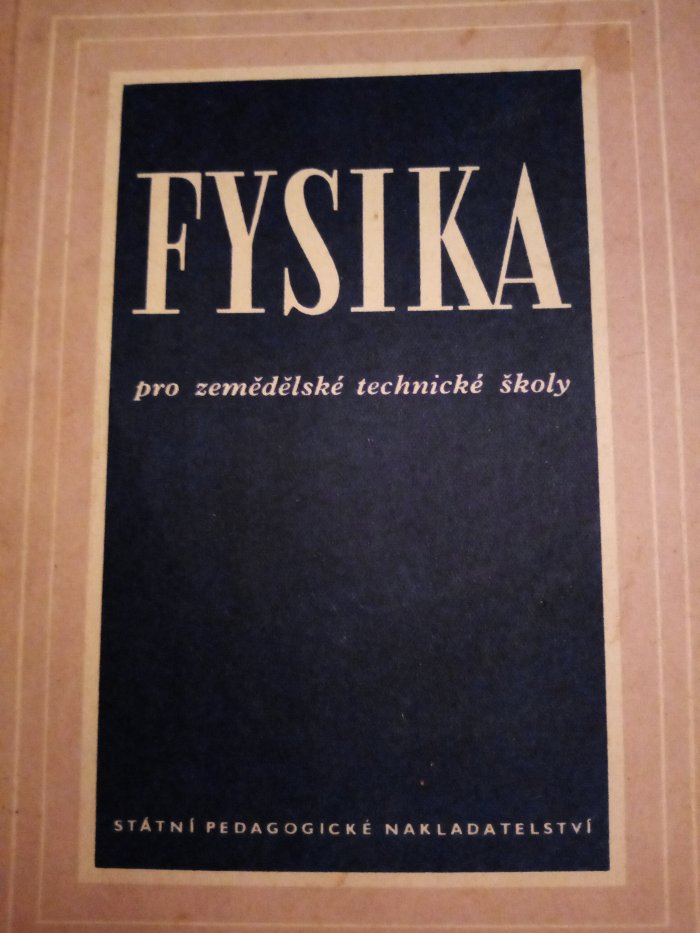 FYSIKA
pro zemědělské technické školy
STÁTNÍ PEDAGOGICKÉ NAKLADATELSTVÍ